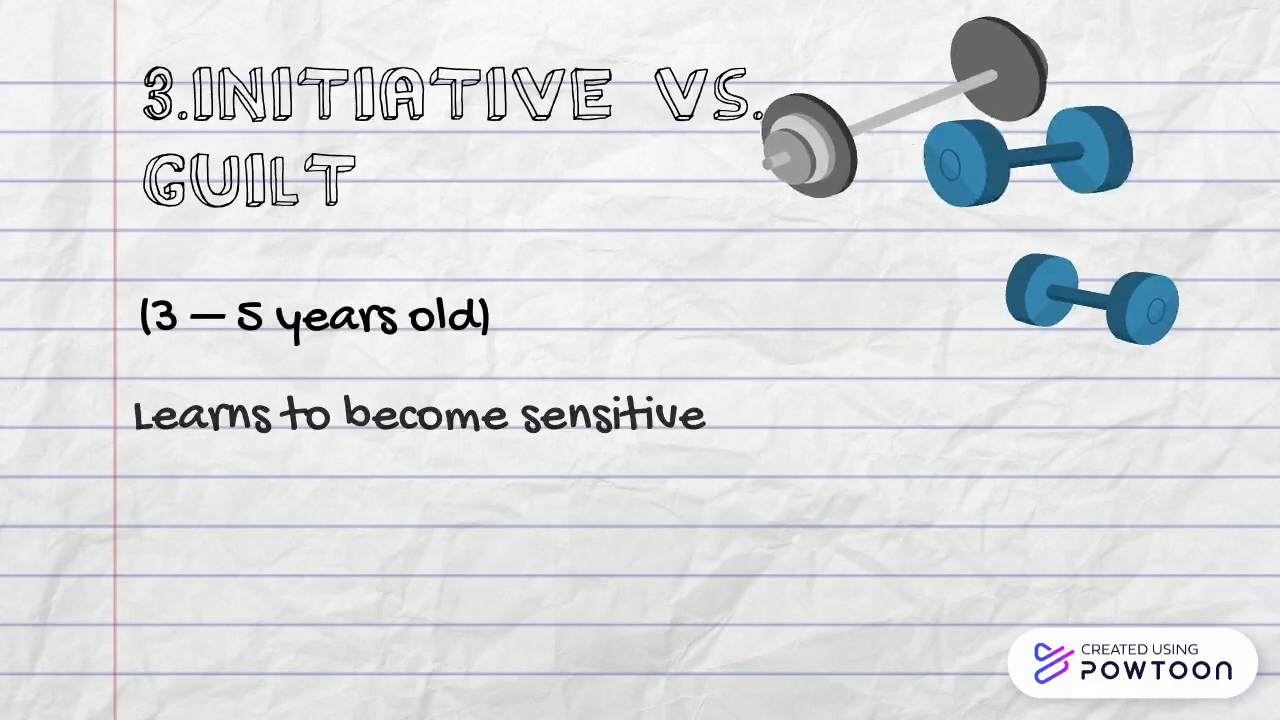 3.INITIATIVE VS.
GUILT
(3 – 5 years old)
Learns to become sensitive
CREATED USING
POWTOON